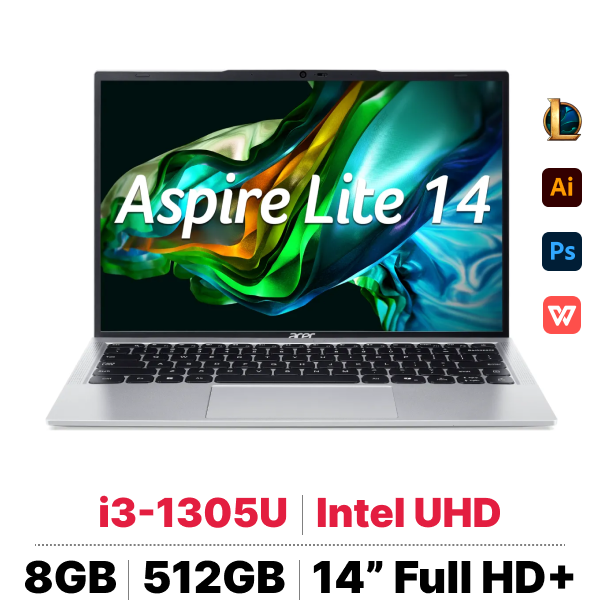 Aspire Lite 14
L
Ai
Ps
W
acer
i3-1305U | Intel UHD
8GB | 512GB | 14” Full HD+